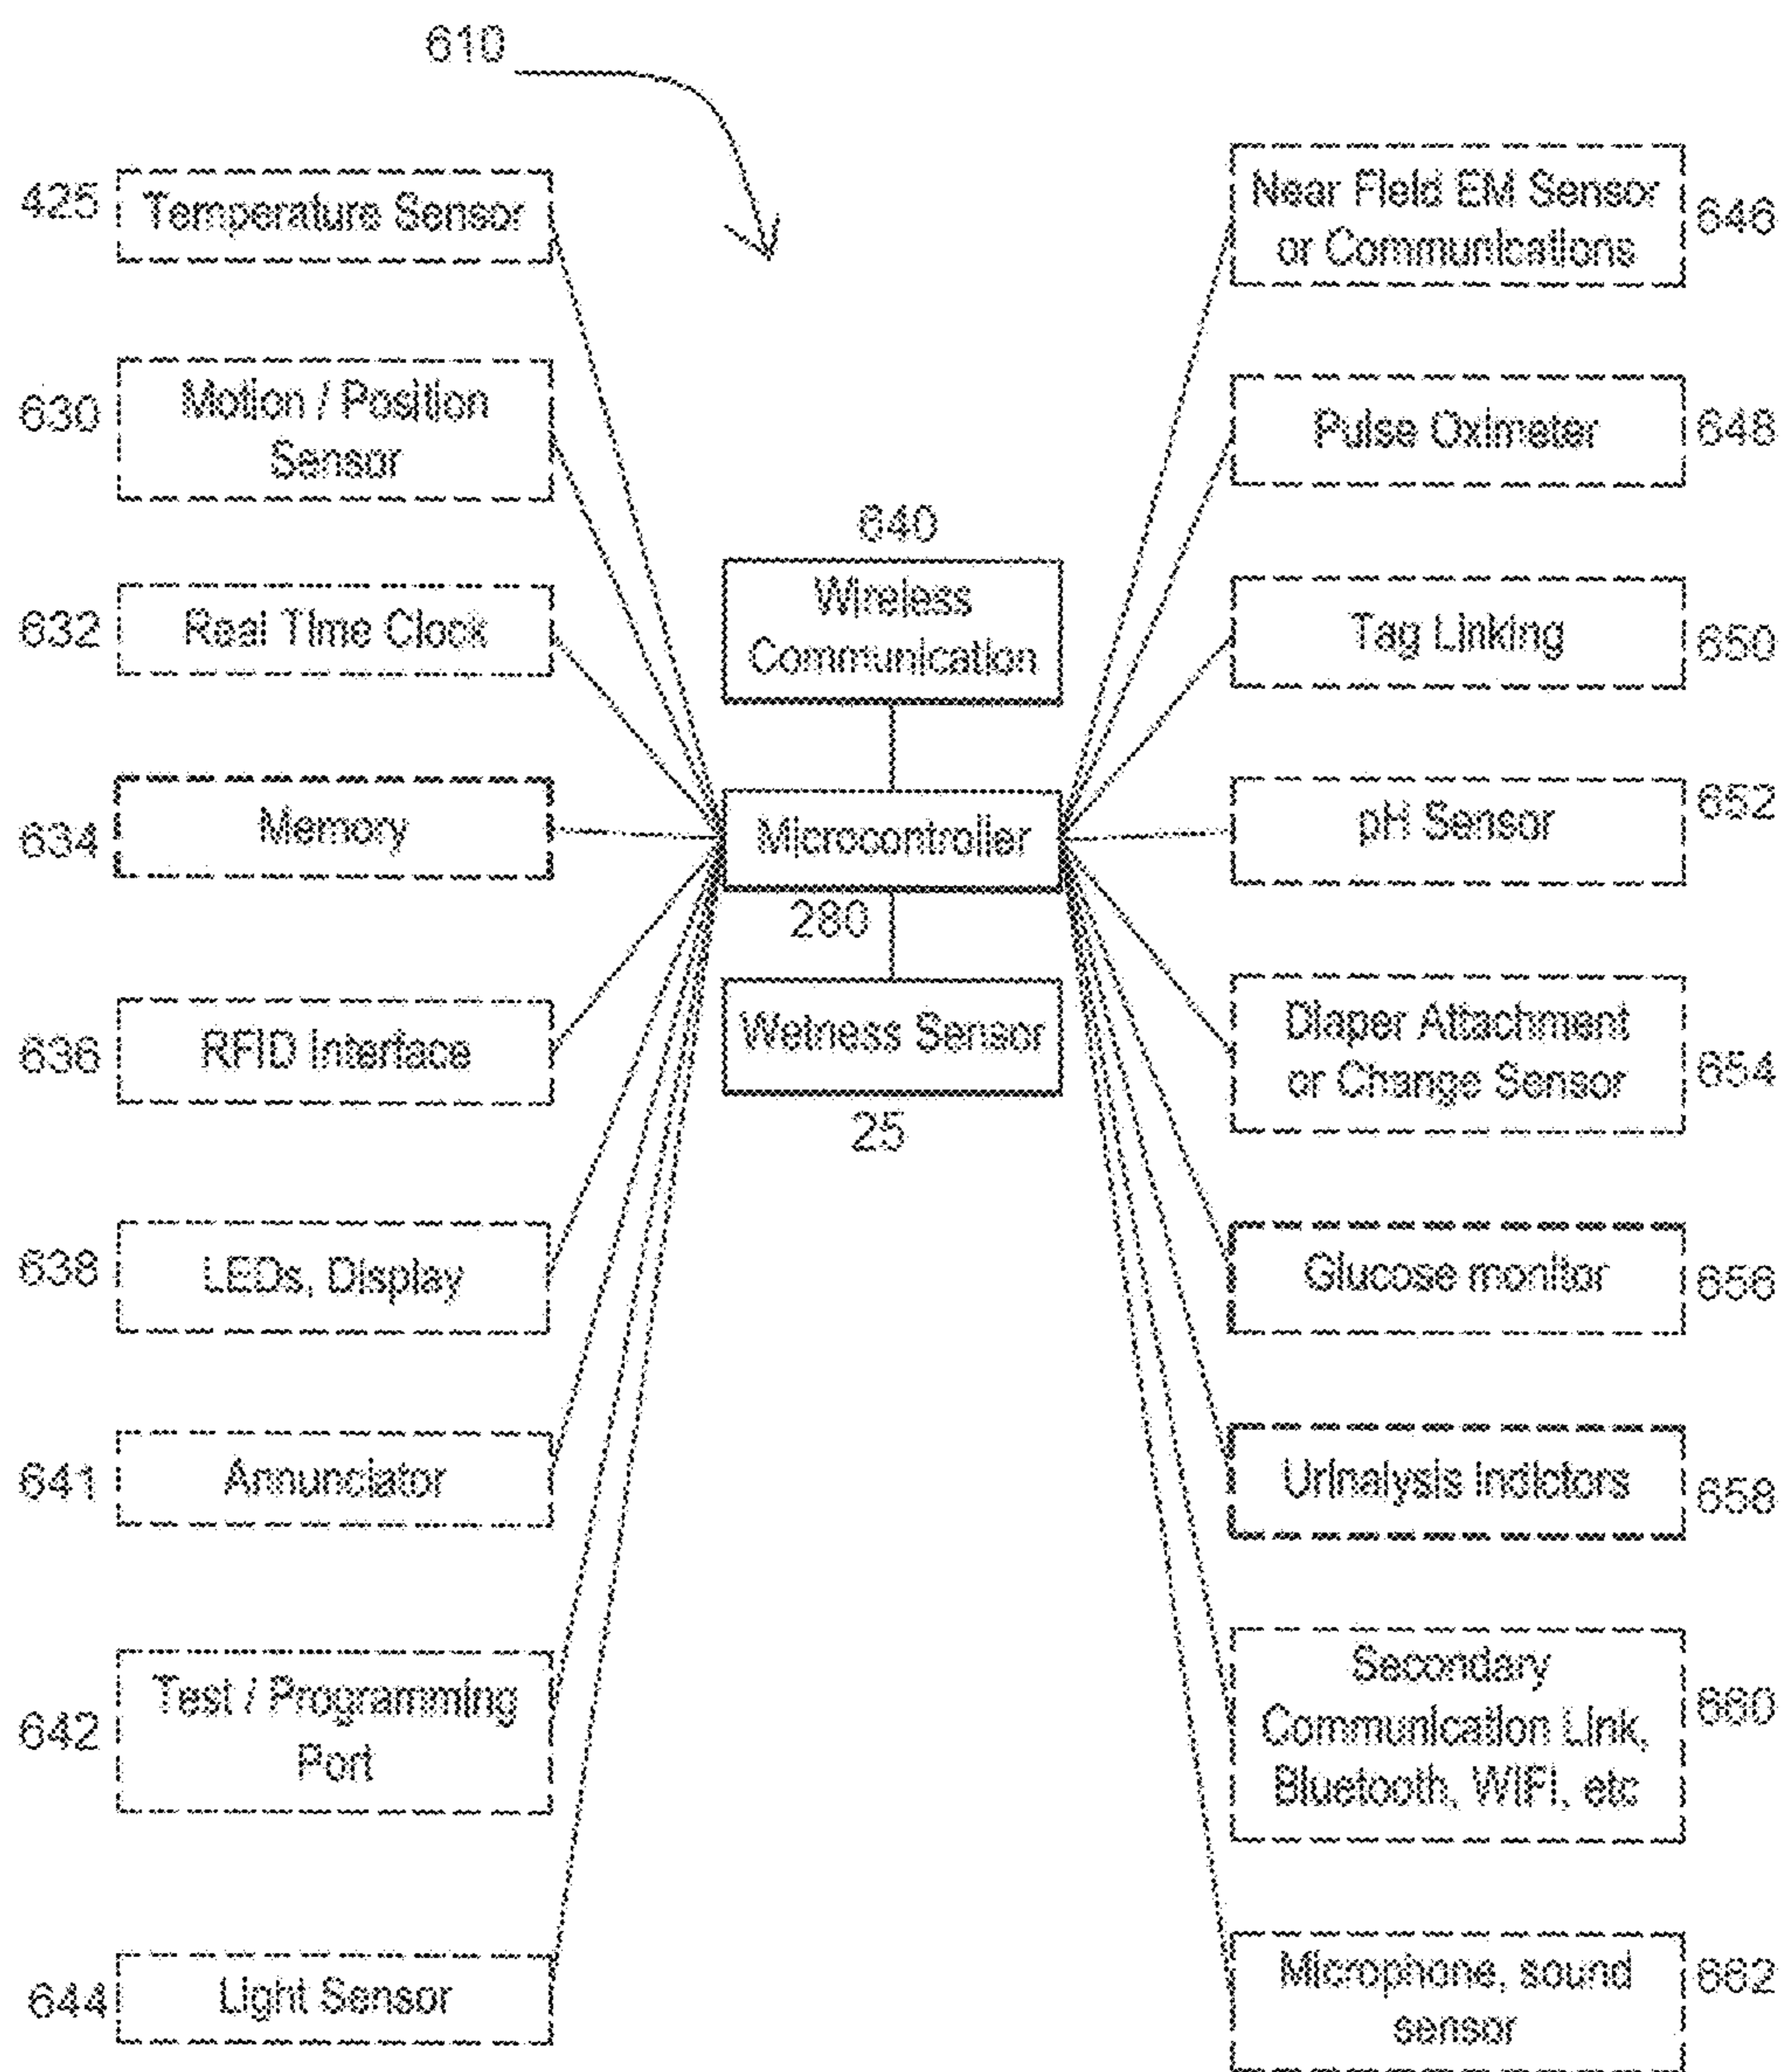 610
425
Temperature Sensor
630
Motion / Position
Sensor
632
Real Time Clock
634
Memory
636
RFID Interface
638
LEDs, Display
641
Annunciator
642
Test / Programming
Port
644
Light Sensor
640
Wireless
Communication
Microcontroller
280
Wetness Sensor
25
Near Field EM Sensor
or Communications
646
Pulse Oximeter
648
Tag Linking
650
pH Sensor
652
Diaper Attachment
or Change Sensor
654
Glucose monitor
656
Urinalysis Indictors
658
Secondary
Communication Link,
Bluetooth, WIFI, etc
660
Microphone, sound
sensor
662